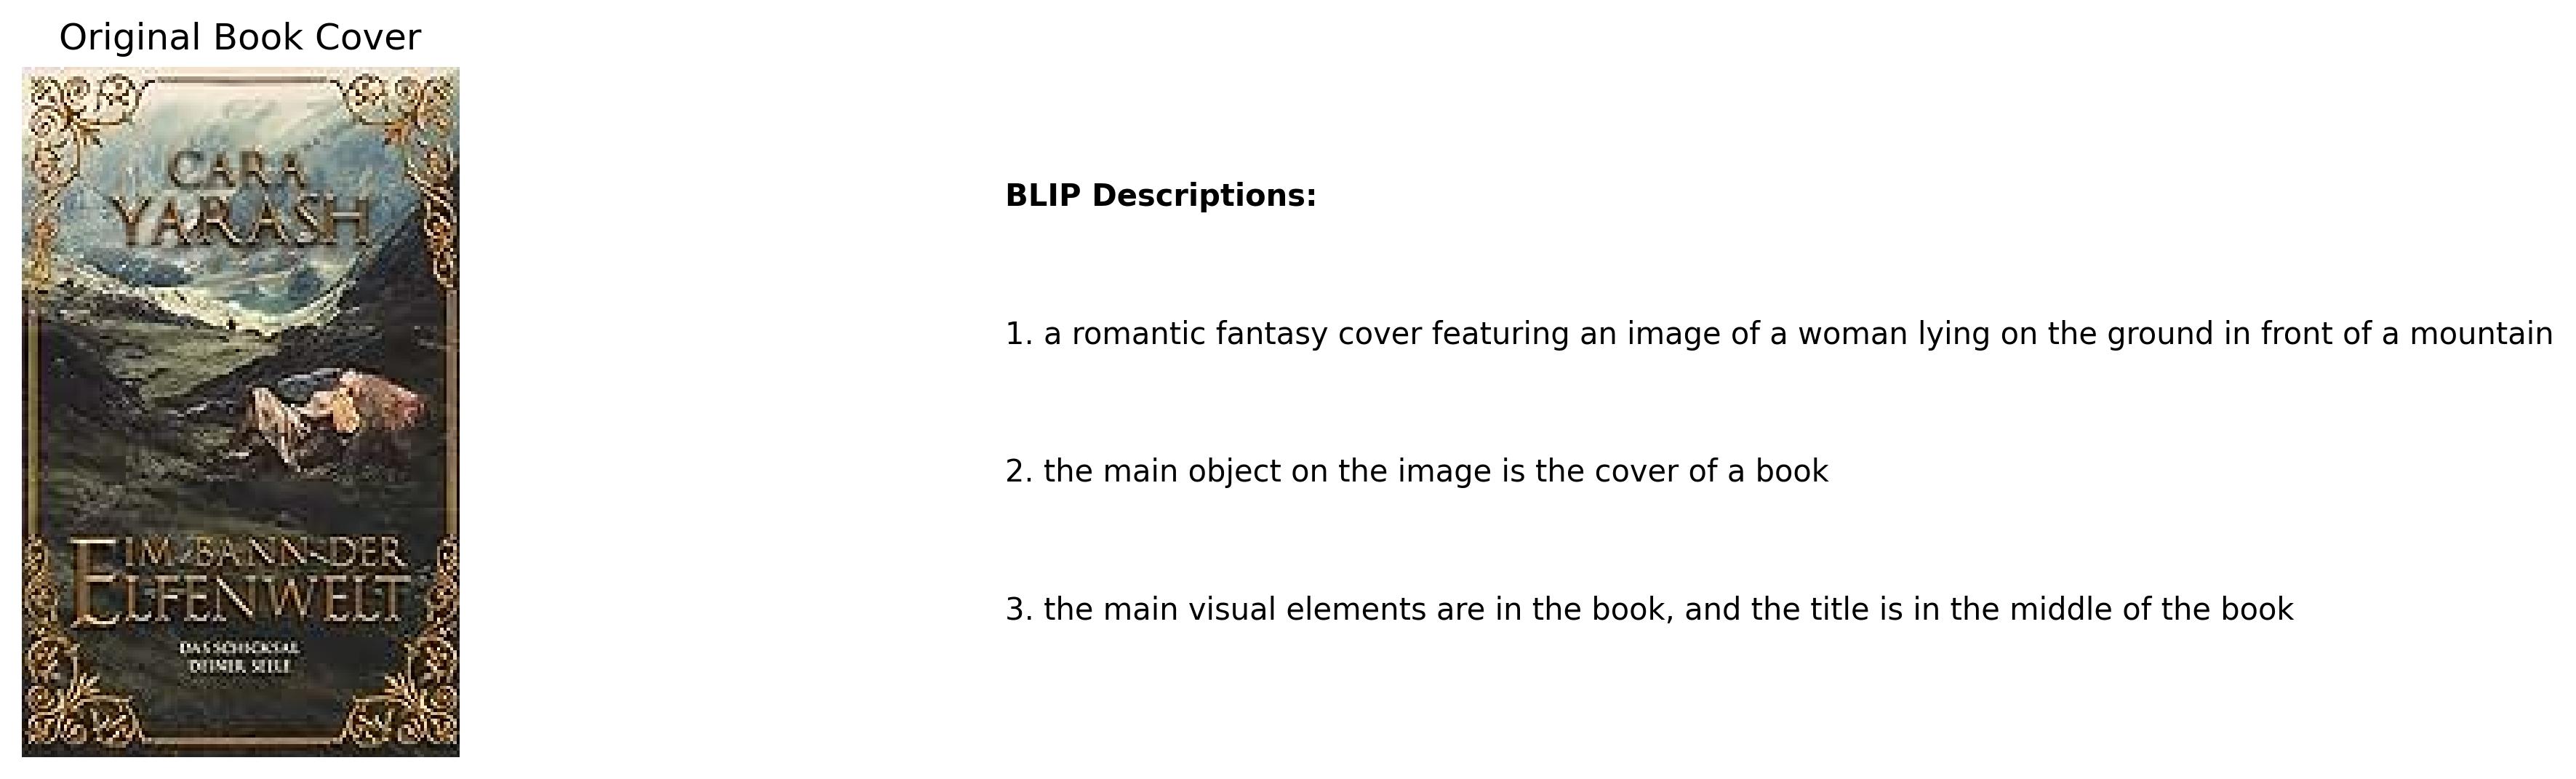 Original Book Cover
CARA
YARASH
IM BANN DER
ELFENWELT
DAS SCHICKSAL
DEINER SEELE
BLIP Descriptions:
1. a romantic fantasy cover featuring an image of a woman lying on the ground in front of a mountain
2. the main object on the image is the cover of a book
3. the main visual elements are in the book, and the title is in the middle of the book